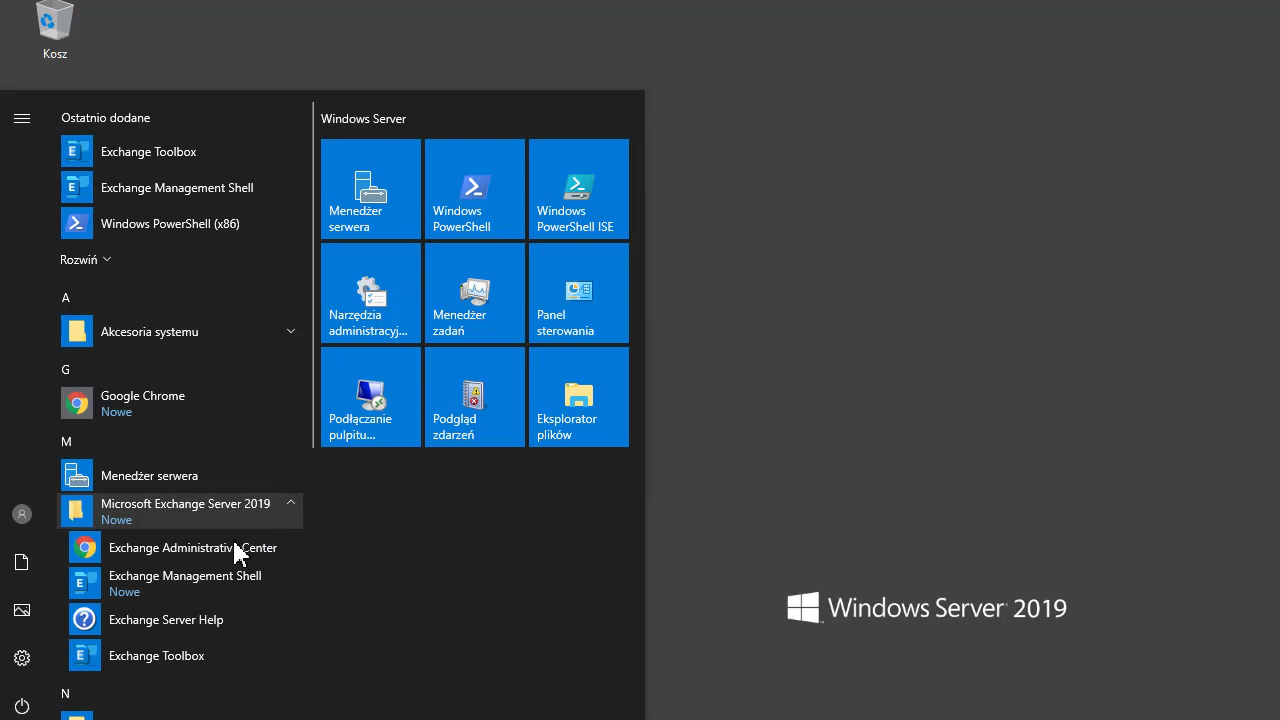 Kosz
Ostatnio dodane
Exchange Toolbox
Exchange Management Shell
Windows PowerShell (x86)
Rozwiń
A
Akcesoria systemu
G
Google Chrome
Nowe
M
Menedżer serwera
Microsoft Exchange Server 2019
Nowe
Exchange Administrative Center
Exchange Management Shell
Nowe
Exchange Server Help
Exchange Toolbox
N
Windows Server
Menedżer
serwera
Windows
PowerShell
Windows
PowerShell ISE
Narzędzia
administracyj...
Menedżer
zadań
Panel
sterowania
Podłączanie
pulpitu...
Podgląd
zdarzeń
Eksplorator
plików
Windows Server 2019